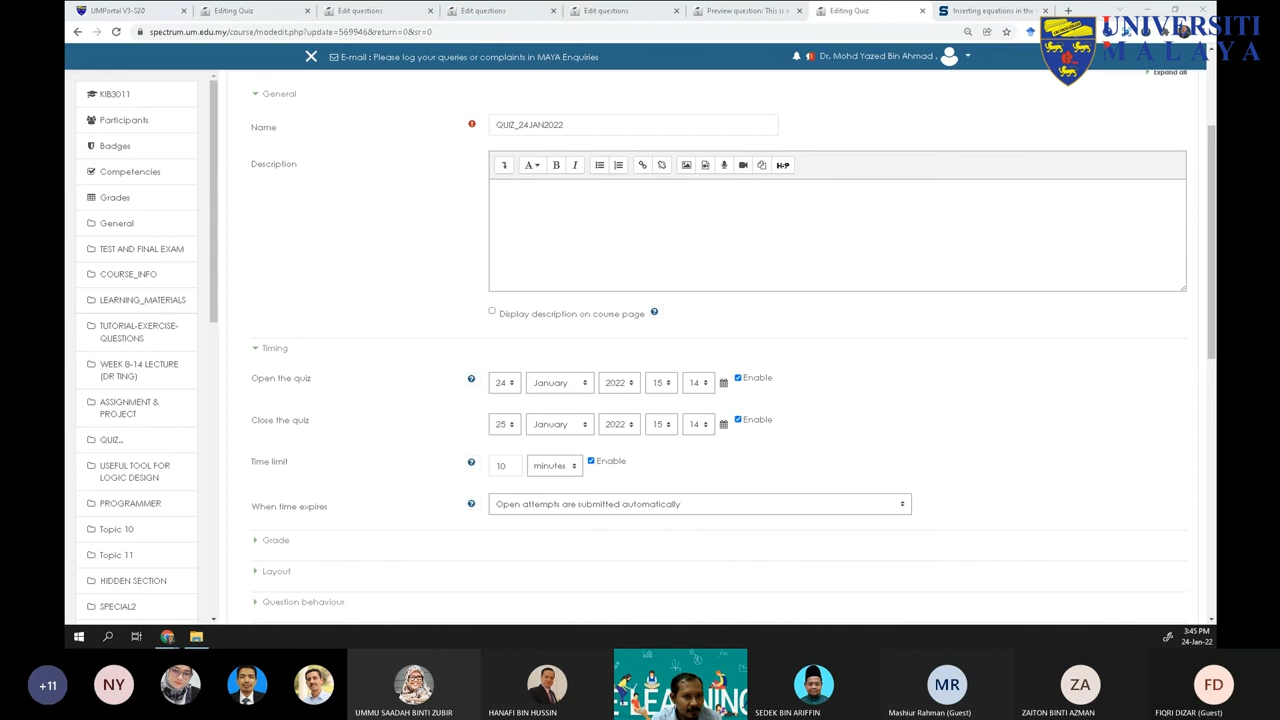 UMPortal V3-S20
Editing Quiz
Edit questions
Edit questions
Edit questions
Preview question: This is v
Editing Quiz
Inserting equations in the
spectrum.um.edu.my/course/modedit.php?update=569946&return=0&sr=0
UNIVERSITI
MALAYA
E-mail : Please log your queries or complaints in MAYA Enquiries
Dr. Mohd Yazed Bin Ahmad .
Expand all
KIB3011
Participants
Badges
Competencies
Grades
General
TEST AND FINAL EXAM
COURSE_INFO
LEARNING_MATERIALS
TUTORIAL-EXERCISE-
QUESTIONS
WEEK 8-14 LECTURE
(DR TING)
ASSIGNMENT &
PROJECT
QUIZ..
USEFUL TOOL FOR
LOGIC DESIGN
PROGRAMMER
Topic 10
Topic 11
HIDDEN SECTION
SPECIAL2
General
Name
QUIZ_24JAN2022
Description
A
B
I
H-P
Display description on course page
Timing
Open the quiz
24 January 2022 15 14 Enable
Close the quiz
25 January 2022 15 14 Enable
Time limit
10 minutes Enable
When time expires
Open attempts are submitted automatically
Grade
Layout
Question behaviour
3:45 PM
24-Jan-22
+11
NY
UMMU SAADAH BINTI ZUBIR
HANAFI BIN HUSSIN
E-LEARNING
SEDEK BIN ARIFFIN
MR
Mashiur Rahman (Guest)
ZA
ZAITON BINTI AZMAN
FD
FIQRI DIZAR (Guest)